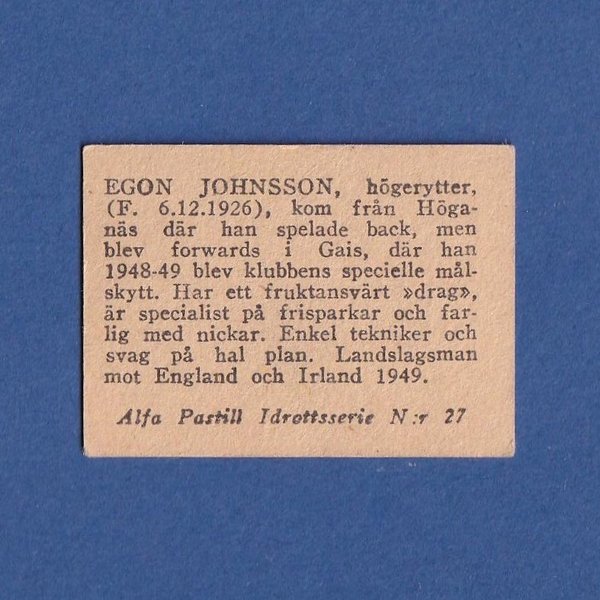 EGON JOHNSSON, högerytter,
(F. 6.12.1926), kom från Höga-
näs där han spelade back, men
blev forwards i Gais, där han
1948-49 blev klubbens specielle mål-
skytt. Har ett fruktansvärt »drag»,
är specialist på frisparkar och far-
lig med nickar. Enkel tekniker och
svag på hal plan. Landslagsman
mot England och Irland 1949.
Alfa Pastill Idrottsserie N:r 27